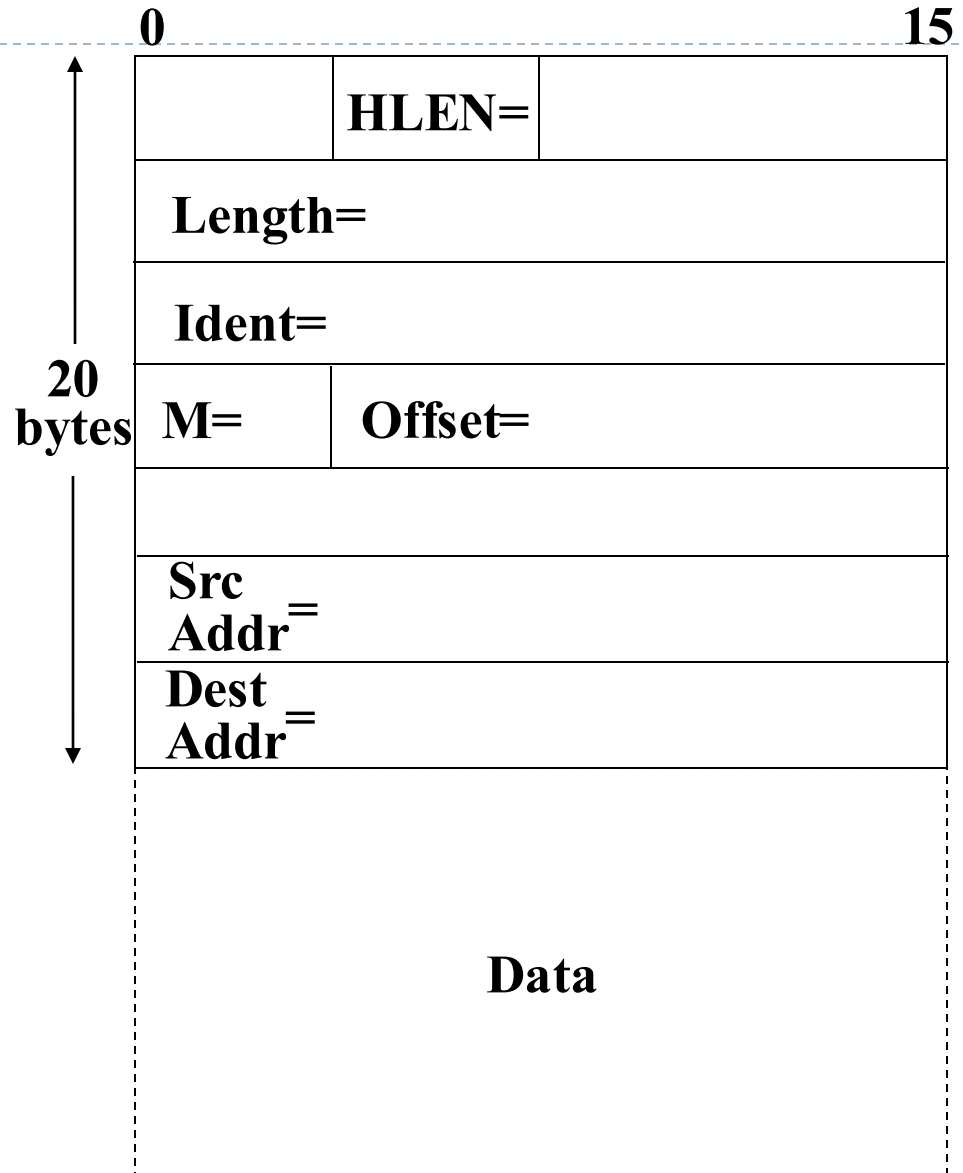 0 15
HLEN=
Length=
Ident=
20
bytes
M= Offset=
Src
Addr=
Dest
Addr=
Data